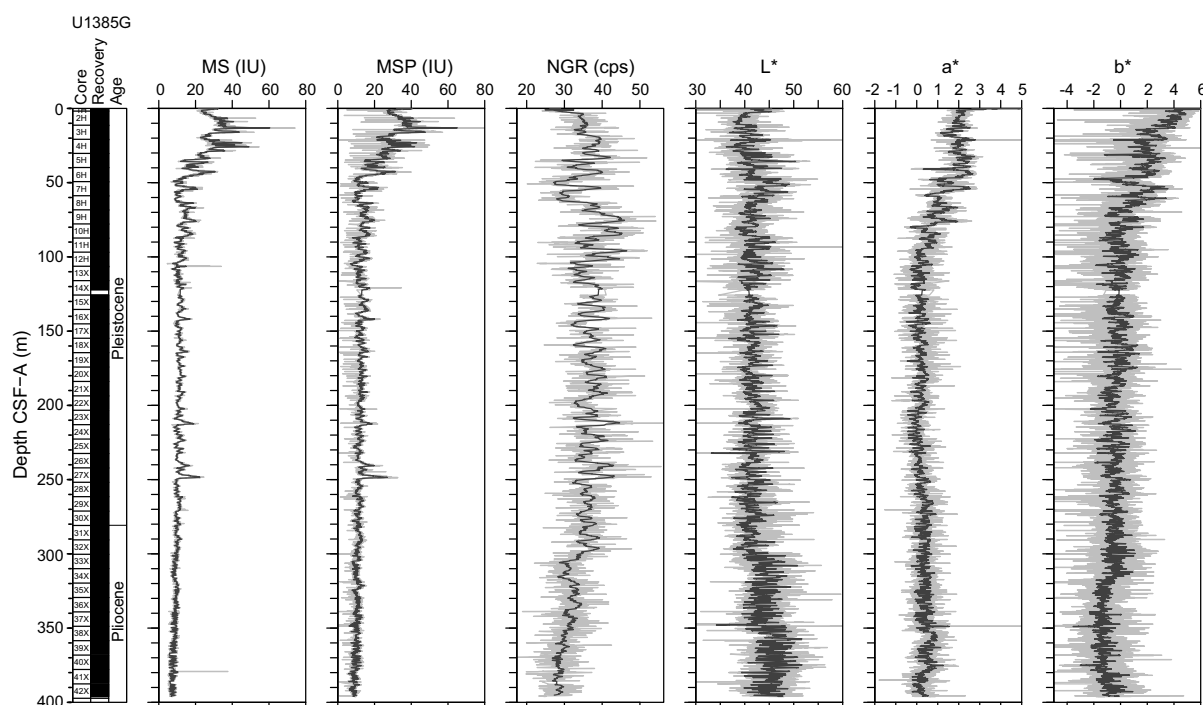 U1385G
Core
Recovery
Age
MS (IU)
MSP (IU)
NGR (cps)
L*
a*
b*
0 20 40 60 80
0 20 40 60 80
20 30 40 50
30 40 50 60
-2 -1 0 1 2 3 4 5
-4 -2 0 2 4 6
Depth CSF−A (m)
0
50
100
150
200
250
300
350
400
2H
3H
4H
5H
6H
7H
8H
9H
10H
11H
12H
13X
14X
15X
16X
17X
18X
19X
20X
21X
22X
23X
24X
25X
26X
27X
28X
29X
30X
31X
32X
33X
34X
35X
36X
37X
38X
39X
40X
41X
42X
Pleistocene
Pliocene